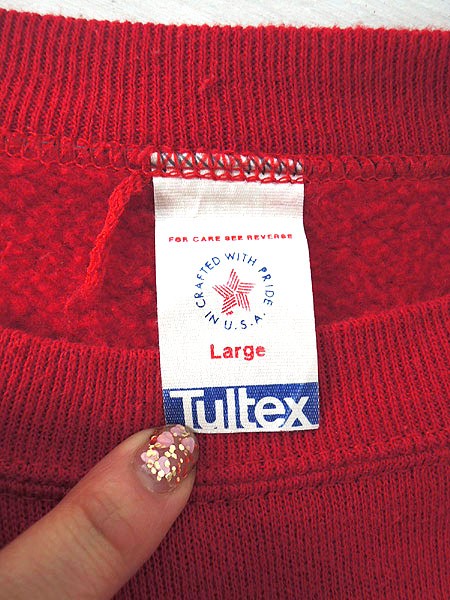 FOR CARE SEE REVERSE
CRAFTED WITH PRIDE
IN U.S.A.
Large
Tultex